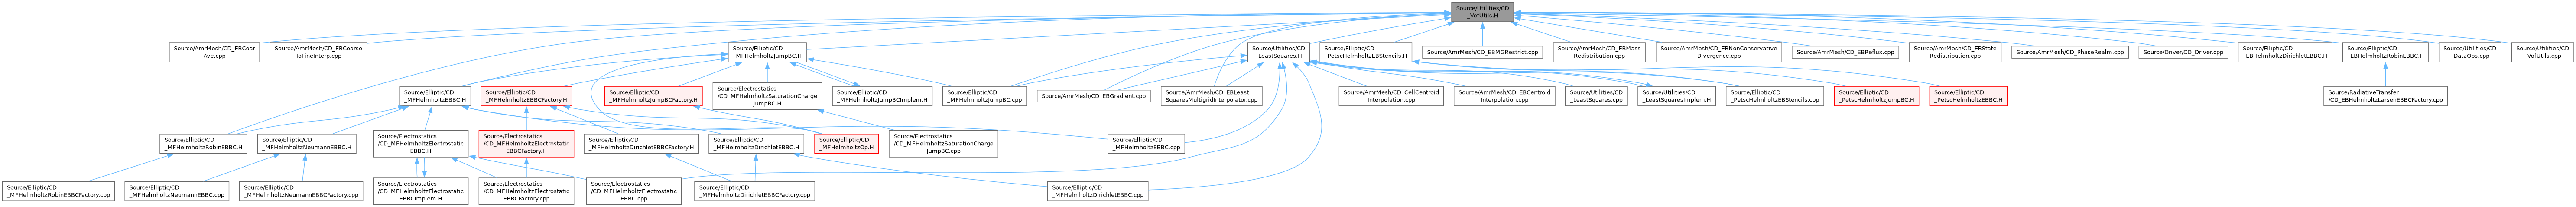 Source/Utilities/CD
_VofUtils.H
Source/AmrMesh/CD_EBCoar
Ave.cpp
Source/AmrMesh/CD_EBCoarse
ToFineInterp.cpp
Source/Elliptic/CD
_MFHelmholtzJumpBC.H
Source/Utilities/CD
_LeastSquares.H
Source/Elliptic/CD
_PetscHelmholtzEBStencils.H
Source/AmrMesh/CD_EBMGRestrict.cpp
Source/AmrMesh/CD_EBMass
Redistribution.cpp
Source/AmrMesh/CD_EBNonConservative
Divergence.cpp
Source/AmrMesh/CD_EBReflux.cpp
Source/AmrMesh/CD_EBState
Redistribution.cpp
Source/AmrMesh/CD_PhaseRealm.cpp
Source/Driver/CD_Driver.cpp
Source/Elliptic/CD
_EBHelmholtzDirichletEBBC.H
Source/Elliptic/CD
_EBHelmholtzRobinEBBC.H
Source/Utilities/CD
_DataOps.cpp
Source/Utilities/CD
_VofUtils.cpp
Source/Elliptic/CD
_MFHelmholtzEBBC.H
Source/Elliptic/CD
_MFHelmholtzEBBCFactory.H
Source/Elliptic/CD
_MFHelmholtzJumpBCFactory.H
Source/Electrostatics
/CD_MFHelmholtzSaturationCharge
JumpBC.H
Source/Elliptic/CD
_MFHelmholtzJumpBCImplem.H
Source/Elliptic/CD
_MFHelmholtzJumpBC.cpp
Source/AmrMesh/CD_EBGradient.cpp
Source/AmrMesh/CD_EBLeast
SquaresMultigridInterpolator.cpp
Source/AmrMesh/CD_CellCentroid
Interpolation.cpp
Source/AmrMesh/CD_EBCentroid
Interpolation.cpp
Source/Utilities/CD
_LeastSquares.cpp
Source/Utilities/CD
_LeastSquaresImplem.H
Source/Elliptic/CD
_PetscHelmholtzEBStencils.cpp
Source/Elliptic/CD
_PetscHelmholtzJumpBC.H
Source/Elliptic/CD
_PetscHelmholtzEBBC.H
Source/RadiativeTransfer
/CD_EBHelmholtzLarsenEBBCFactory.cpp
Source/Elliptic/CD
_MFHelmholtzRobinEBBC.H
Source/Elliptic/CD
_MFHelmholtzNeumannEBBC.H
Source/Electrostatics
/CD_MFHelmholtzElectrostatic
EBBC.H
Source/Electrostatics
/CD_MFHelmholtzElectrostatic
EBBCFactory.H
Source/Elliptic/CD
_MFHelmholtzDirichletEBBCFactory.H
Source/Elliptic/CD
_MFHelmholtzDirichletEBBC.H
Source/Elliptic/CD
_MFHelmholtzOp.H
Source/Electrostatics
/CD_MFHelmholtzSaturationCharge
JumpBC.cpp
Source/Elliptic/CD
_MFHelmholtzEBBC.cpp
Source/Elliptic/CD
_MFHelmholtzRobinEBBCFactory.cpp
Source/Elliptic/CD
_MFHelmholtzNeumannEBBC.cpp
Source/Elliptic/CD
_MFHelmholtzNeumannEBBCFactory.cpp
Source/Electrostatics
/CD_MFHelmholtzElectrostatic
EBBCImplem.H
Source/Electrostatics
/CD_MFHelmholtzElectrostatic
EBBCFactory.cpp
Source/Electrostatics
/CD_MFHelmholtzElectrostatic
EBBC.cpp
Source/Elliptic/CD
_MFHelmholtzDirichletEBBCFactory.cpp
Source/Elliptic/CD
_MFHelmholtzDirichletEBBC.cpp